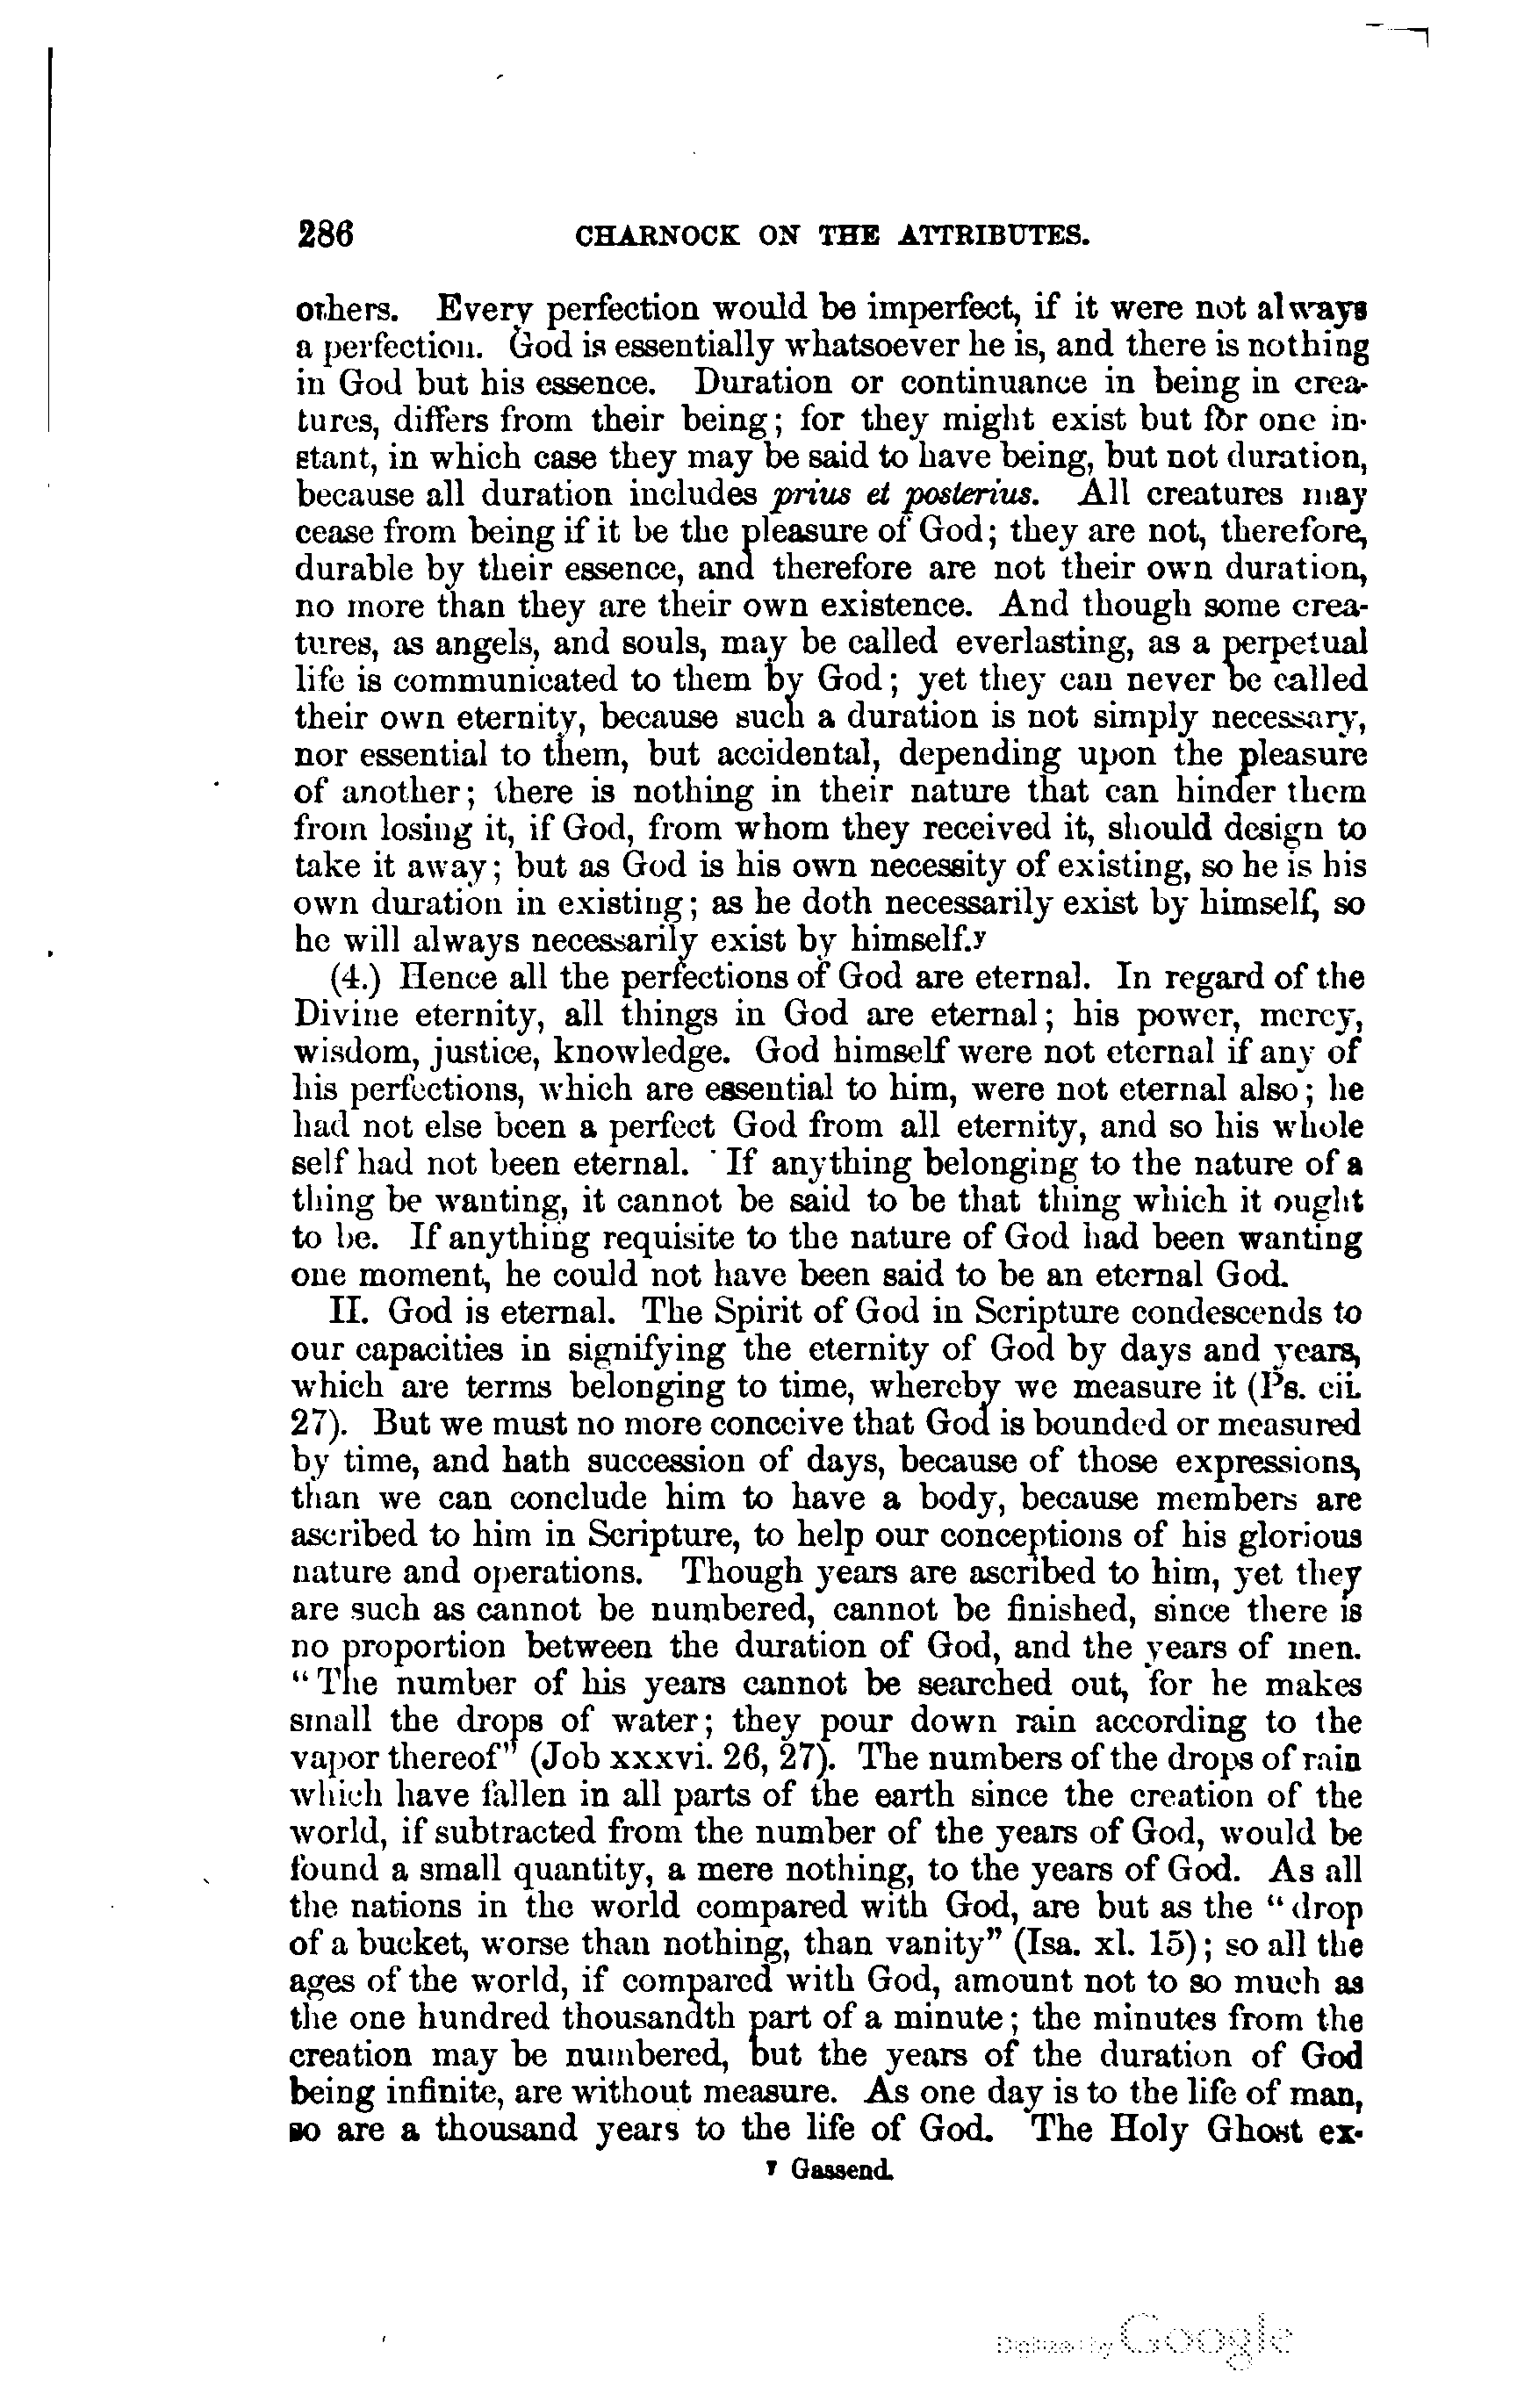 286 CHARNOCK ON THE ATTRIBUTES.
others. Every perfection would be imperfect, if it were not always
a perfection. God is essentially whatsoever he is, and there is nothing
in God but his essence. Duration or continuance in being in crea-
tures, differs from their being; for they might exist but for one in-
stant, in which case they may be said to have being, but not duration,
because all duration includes prius et posterius. All creatures may
cease from being if it be the pleasure of God; they are not, therefore,
durable by their essence, and therefore are not their own duration,
no more than they are their own existence. And though some crea-
tures, as angels, and souls, may be called everlasting, as a perpetual
life is communicated to them by God; yet they can never be called
their own eternity, because such a duration is not simply necessary,
nor essential to them, but accidental, depending upon the pleasure
of another; there is nothing in their nature that can hinder them
from losing it, if God, from whom they received it, should design to
take it away; but as God is his own necessity of existing, so he is his
own duration in existing; as he doth necessarily exist by himself, so
he will always necessarily exist by himself.y
(4.) Hence all the perfections of God are eternal. In regard of the
Divine eternity, all things in God are eternal; his power, mercy,
wisdom, justice, knowledge. God himself were not eternal if any of
his perfections, which are essential to him, were not eternal also; he
had not else been a perfect God from all eternity, and so his whole
self had not been eternal. If anything belonging to the nature of a
thing be wanting, it cannot be said to be that thing which it ought
to be. If anything requisite to the nature of God had been wanting
one moment, he could not have been said to be an eternal God.
II. God is eternal. The Spirit of God in Scripture condescends to
our capacities in signifying the eternity of God by days and years,
which are terms belonging to time, whereby we measure it (Ps. cii.
27). But we must no more conceive that God is bounded or measured
by time, and hath succession of days, because of those expressions,
than we can conclude him to have a body, because members are
ascribed to him in Scripture, to help our conceptions of his glorious
nature and operations. Though years are ascribed to him, yet they
are such as cannot be numbered, cannot be finished, since there is
no proportion between the duration of God, and the years of men.
"The number of his years cannot be searched out, for he makes
small the drops of water; they pour down rain according to the
vapor thereof" (Job xxxvi. 26, 27). The numbers of the drops of rain
which have fallen in all parts of the earth since the creation of the
world, if subtracted from the number of the years of God, would be
found a small quantity, a mere nothing, to the years of God. As all
the nations in the world compared with God, are but as the "drop
of a bucket, worse than nothing, than vanity" (Isa. xl. 15); so all the
ages of the world, if compared with God, amount not to so much as
the one hundred thousandth part of a minute; the minutes from the
creation may be numbered, but the years of the duration of God
being infinite, are without measure. As one day is to the life of man,
so are a thousand years to the life of God. The Holy Ghost ex-
y Gassend.
Digitized by Google